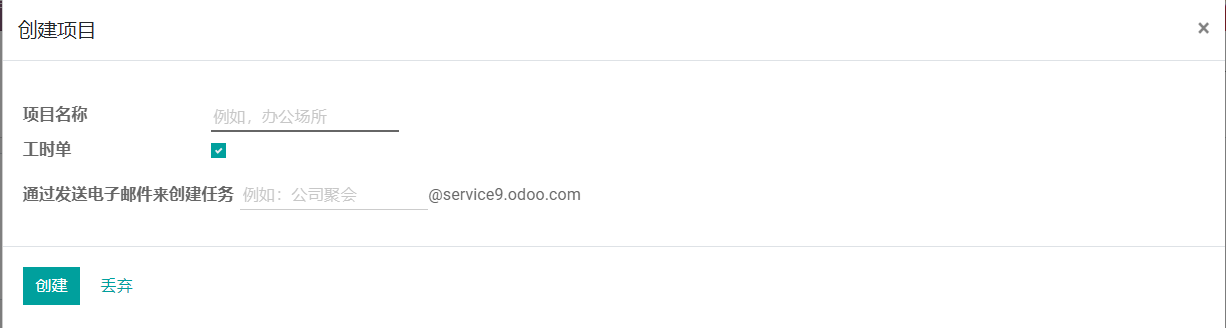 创建项目
×
项目名称 例如，办公场所
工时单
通过发送电子邮件来创建任务 例如：公司聚会 @service9.odoo.com
创建 丢弃